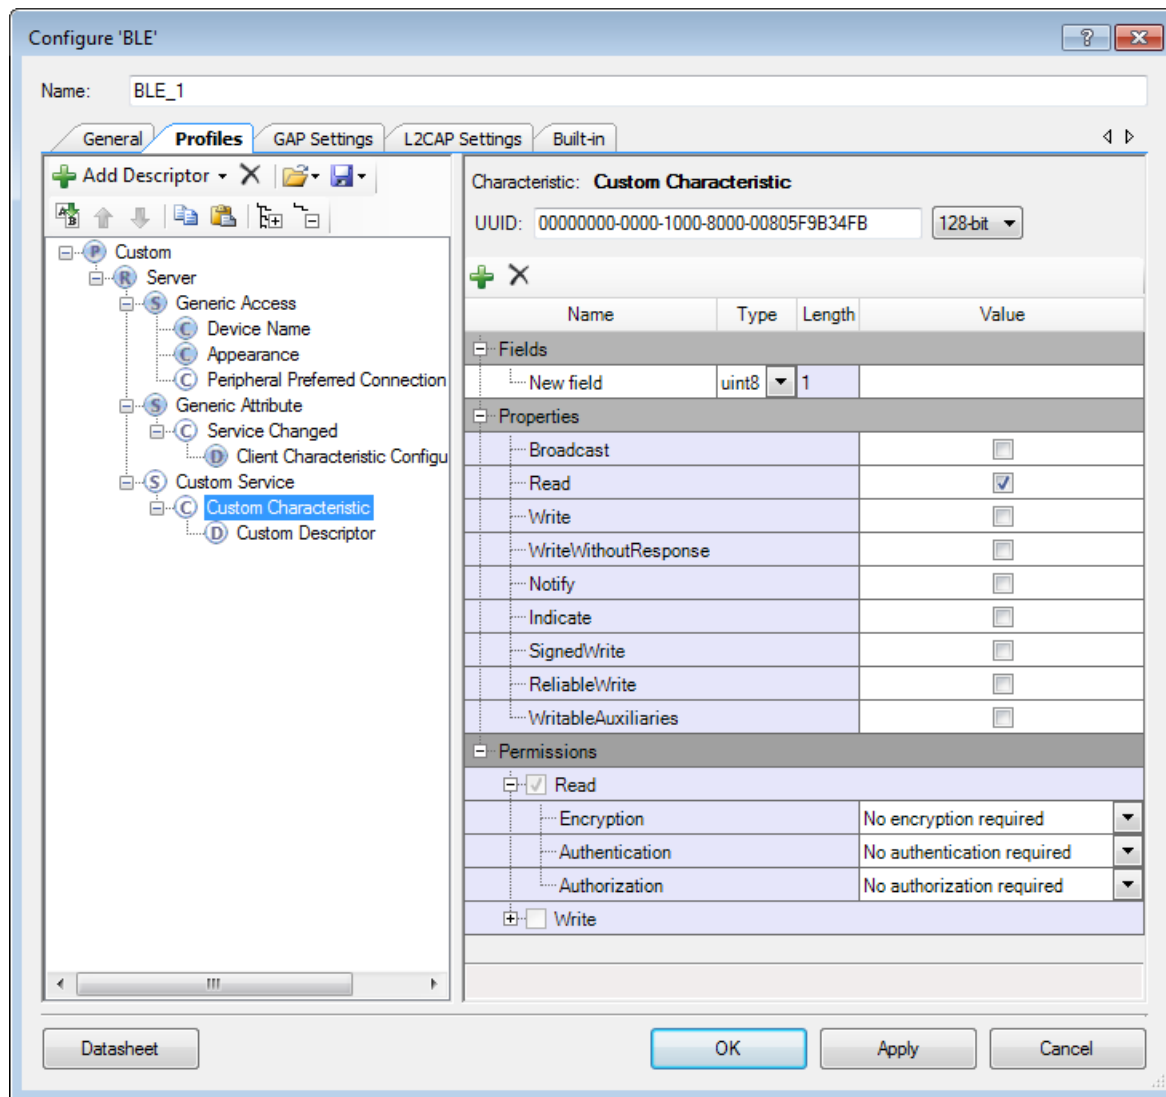 Configure 'BLE'
Name: BLE_1
General Profiles GAP Settings L2CAP Settings Built-in
Add Descriptor
Custom
Server
Generic Access
Device Name
Appearance
Peripheral Preferred Connection
Generic Attribute
Service Changed
Client Characteristic Configu
Custom Service
Custom Characteristic
Custom Descriptor
Characteristic: Custom Characteristic
UUID: 00000000-0000-1000-8000-00805F9B34FB 128-bit
Name Type Length Value
Fields
New field uint8 1
Properties
Broadcast
Read
Write
WriteWithoutResponse
Notify
Indicate
SignedWrite
ReliableWrite
WritableAuxiliaries
Permissions
Read
Encryption No encryption required
Authentication No authentication required
Authorization No authorization required
Write
Datasheet OK Apply Cancel